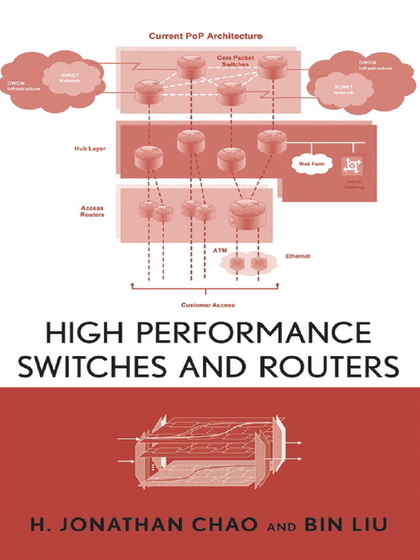 Current PoP Architecture
Core Packet
Switches
DWDM
Infrastructure
SONET
Network
DWDM
Infrastructure
SONET
Network
Hub Layer
Web Farm
Access
Routers
ATM
Ethernet
Customer Access
HIGH PERFORMANCE
SWITCHES AND ROUTERS
H. JONATHAN CHAO AND BIN LIU